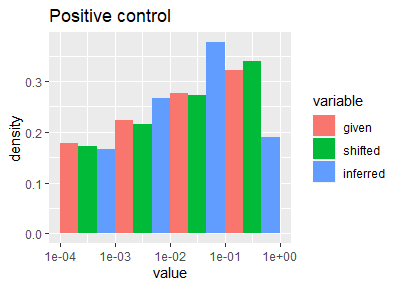 Positive control
density
0.3
0.2
0.1
0.0
1e-04 1e-03 1e-02 1e-01 1e+00
value
variable
given
shifted
inferred